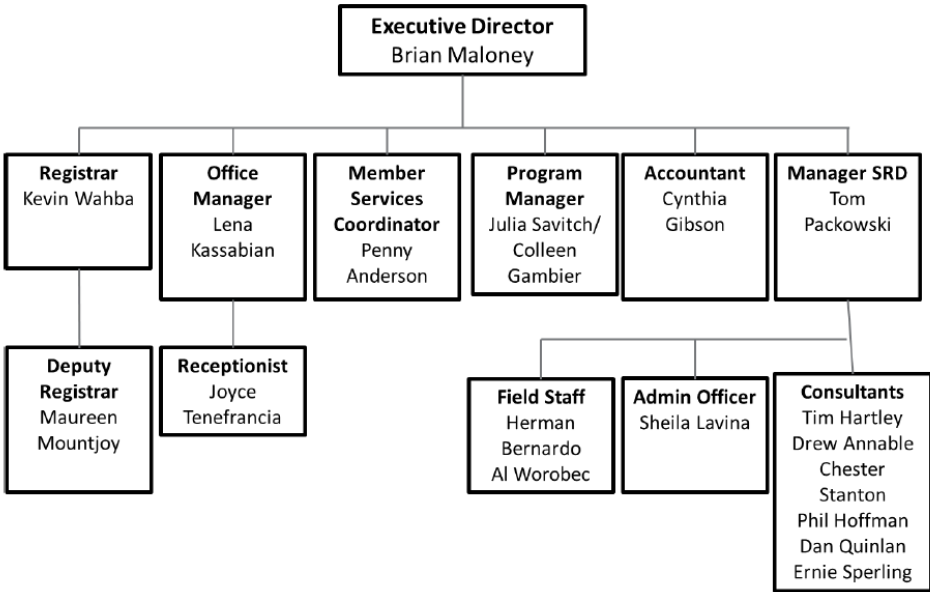 Executive Director
Brian Maloney
Registrar
Kevin Wahba
Office
Manager
Lena
Kassabian
Member
Services
Coordinator
Penny
Anderson
Program
Manager
Julia Savitch/
Colleen
Gambier
Accountant
Cynthia
Gibson
Manager SRD
Tom
Packowski
Deputy
Registrar
Maureen
Mountjoy
Receptionist
Joyce
Tenefrancia
Field Staff
Herman
Bernardo
Al Worobec
Admin Officer
Sheila Lavina
Consultants
Tim Hartley
Drew Annable
Chester
Stanton
Phil Hoffman
Dan Quinlan
Ernie Sperling